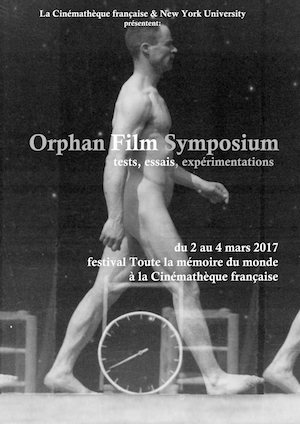 La Cinémathèque française & New York University
présentent:
Orphan Film Symposium
tests, essais, expérimentations
du 2 au 4 mars 2017
festival Toute la mémoire du monde
à la Cinémathèque française